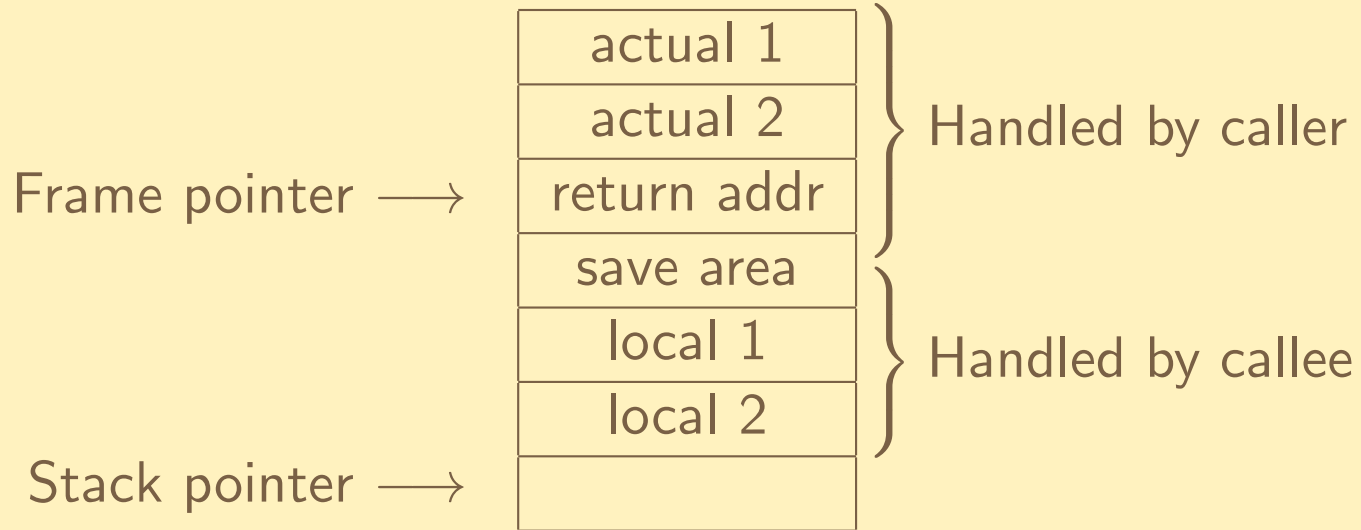 actual 1
actual 2
Handled by caller
Frame pointer → return addr
save area
local 1
Handled by callee
local 2
Stack pointer →